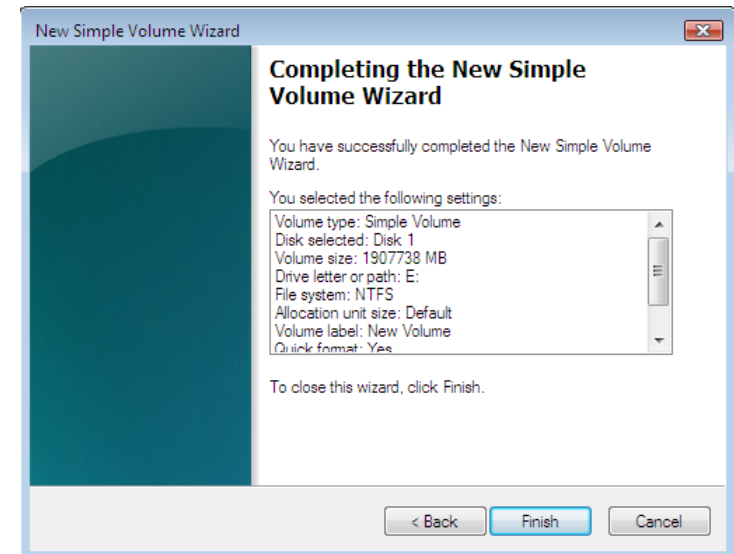 New Simple Volume Wizard
Completing the New Simple
Volume Wizard
You have successfully completed the New Simple Volume
Wizard.
You selected the following settings:
Volume type: Simple Volume
Disk selected: Disk 1
Volume size: 1907738 MB
Drive letter or path: E:
File system: NTFS
Allocation unit size: Default
Volume label: New Volume
Quick format: Yes
To close this wizard, click Finish.
< Back
Finish
Cancel